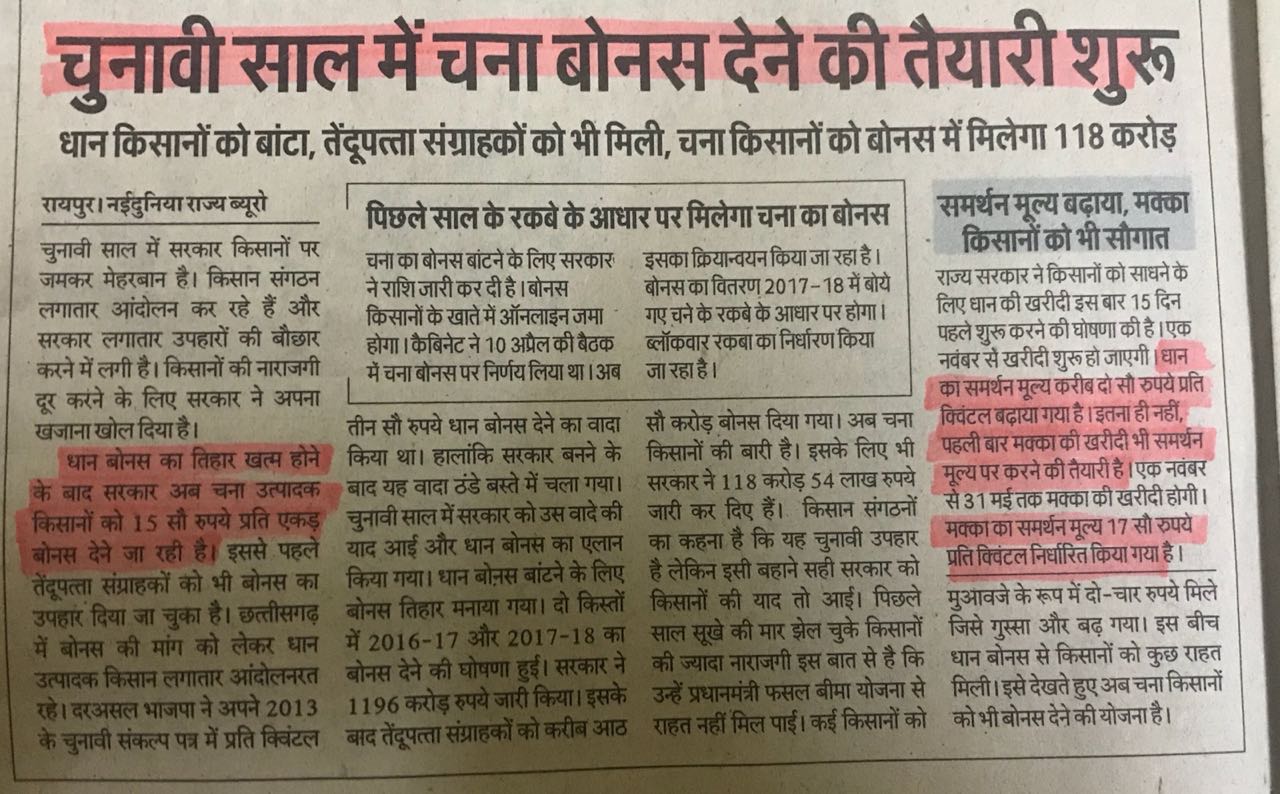 चुनावी साल में चना बोनस देने की तैयारी शुरू
धान किसानों को बांटा, तेंदूपत्ता संग्राहकों को भी मिली, चना किसानों को बोनस में मिलेगा 118 करोड़
रायपुर। नईदुनिया राज्य ब्यूरो
चुनावी साल में सरकार किसानों पर
जमकर मेहरबान है। किसान संगठन
लगातार आंदोलन कर रहे हैं और
सरकार लगातार उपहारों की बौछार
करने में लगी है। किसानों की नाराजगी
दूर करने के लिए सरकार ने अपना
खजाना खोल दिया है।
धान बोनस का तिहार खत्म होने
के बाद सरकार अब चना उत्पादक
किसानों को 15 सौ रुपये प्रति एकड़
बोनस देने जा रही है। इससे पहले
तेंदूपत्ता संग्राहकों को भी बोनस का
उपहार दिया जा चुका है। छत्तीसगढ़
में बोनस की मांग को लेकर धान
उत्पादक किसान लगातार आंदोलनरत
रहे। दरअसल भाजपा ने अपने 2013
के चुनावी संकल्प पत्र में प्रति क्विंटल
पिछले साल के रकबे के आधार पर मिलेगा चना का बोनस
चना का बोनस बांटने के लिए सरकार
ने राशि जारी कर दी है। बोनस
किसानों के खाते में ऑनलाइन जमा
होगा। कैबिनेट ने 10 अप्रैल की बैठक
में चना बोनस पर निर्णय लिया था। अब
इसका क्रियान्वयन किया जा रहा है।
बोनस का वितरण 2017-18 में बोये
गए चने के रकबे के आधार पर होगा।
ब्लॉकवार रकबा का निर्धारण किया
जा रहा है।
तीन सौ रुपये धान बोनस देने का वादा
किया था। हालांकि सरकार बनने के
बाद यह वादा ठंडे बस्ते में चला गया।
चुनावी साल में सरकार को उस वादे की
याद आई और धान बोनस का एलान
किया गया। धान बोनस बांटने के लिए
बोनस तिहार मनाया गया। दो किस्तों
में 2016-17 और 2017-18 का
बोनस देने की घोषणा हुई। सरकार ने
1196 करोड़ रुपये जारी किया। इसके
बाद तेंदूपत्ता संग्राहकों को करीब आठ
सौ करोड़ बोनस दिया गया। अब चना
किसानों की बारी है। इसके लिए भी
सरकार ने 118 करोड़ 54 लाख रुपये
जारी कर दिए हैं। किसान संगठनों
का कहना है कि यह चुनावी उपहार
है लेकिन इसी बहाने सही सरकार को
किसानों की याद तो आई। पिछले
साल सूखे की मार झेल चुके किसानों
की ज्यादा नाराजगी इस बात से है कि
उन्हें प्रधानमंत्री फसल बीमा योजना से
राहत नहीं मिल पाई। कई किसानों को
समर्थन मूल्य बढ़ाया, मक्का
किसानों को भी सौगात
राज्य सरकार ने किसानों को साधने के
लिए धान की खरीदी इस बार 15 दिन
पहले शुरू करने की घोषणा की है। एक
नवंबर से खरीदी शुरू हो जाएगी। धान
का समर्थन मूल्य करीब दो सौ रुपये प्रति
क्विंटल बढ़ाया गया है। इतना ही नहीं,
पहली बार मक्का की खरीदी भी समर्थन
मूल्य पर करने की तैयारी है। एक नवंबर
से 31 मई तक मक्का की खरीदी होगी।
मक्का का समर्थन मूल्य 17 सौ रुपये
प्रति क्विंटल निर्धारित किया गया है।
मुआवजे के रूप में दो-चार रुपये मिले
जिसे गुस्सा और बढ़ गया। इस बीच
धान बोनस से किसानों को कुछ राहत
मिली। इसे देखते हुए अब चना किसानों
को भी बोनस देने की योजना है।